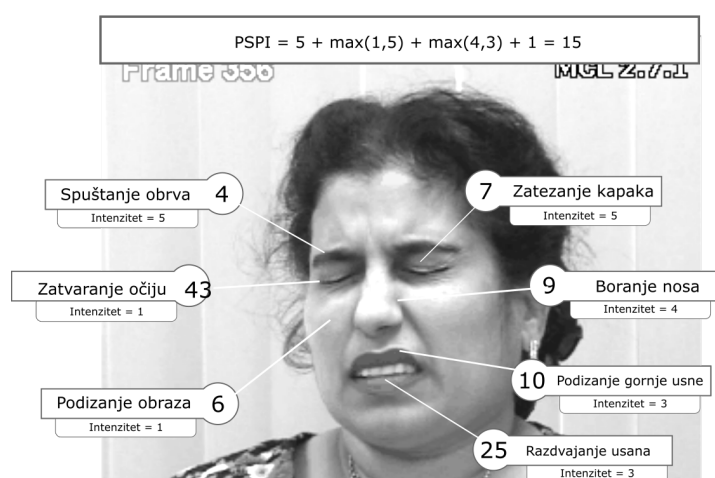 PSPI = 5 + max(1,5) + max(4,3) + 1 = 15
Frame 356
MCL 2.7.1
Spuštanje obrva 4
Intenzitet = 5
7 Zatezanje kapaka
Intenzitet = 5
Zatvaranje očiju 43
Intenzitet = 1
9 Boranje nosa
Intenzitet = 4
10 Podizanje gornje usne
Intenzitet = 3
Podizanje obraza 6
Intenzitet = 1
25 Razdvajanje usana
Intenzitet = 3